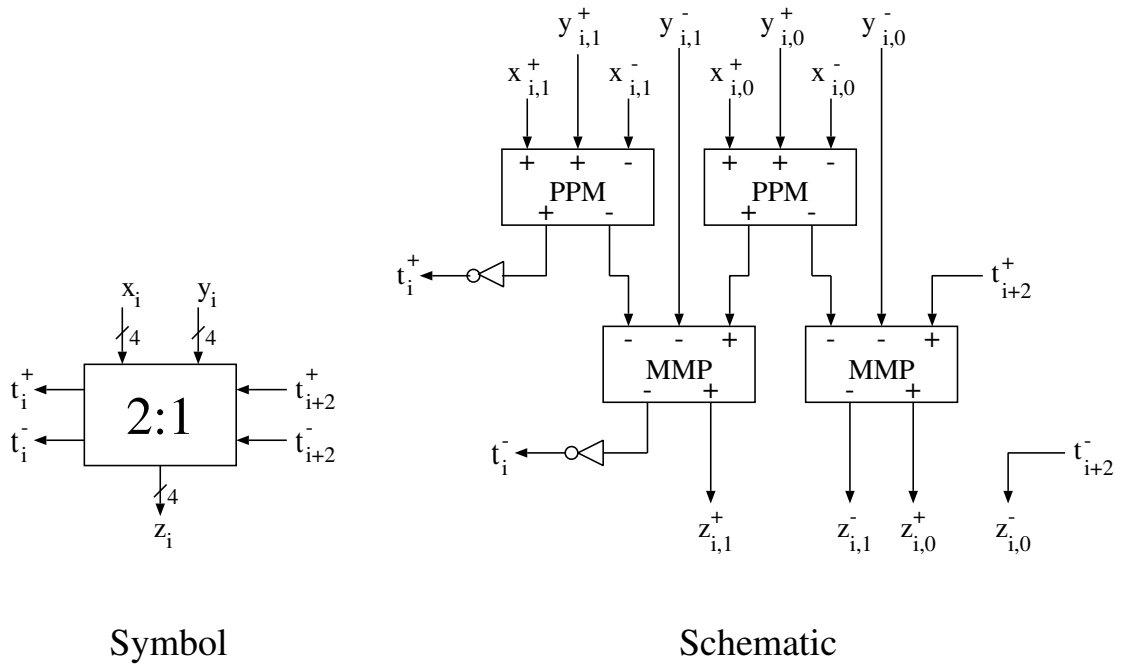 y⁺i,1 y⁻i,1 y⁺i,0 y⁻i,0
x⁺i,1 x⁻i,1 x⁺i,0 x⁻i,0
+ + - + + -
PPM PPM
+ - + -
t⁺i t⁺i+2
- - + - - +
MMP MMP
- + - +
t⁻i t⁻i+2
z⁺i,1 z⁻i,1 z⁺i,0 z⁻i,0
xi yi
4 4
t⁺i 2:1 t⁺i+2
t⁻i t⁻i+2
4
zi
Symbol Schematic